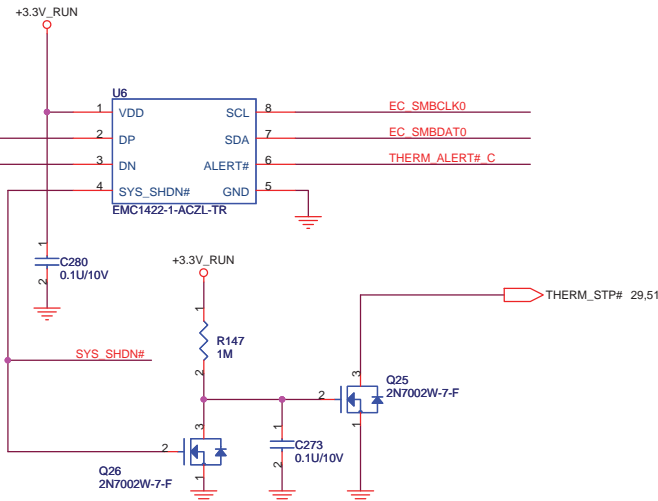 +3.3V_RUN
U6
1 VDD SCL 8 EC_SMBCLK0
2 DP SDA 7 EC_SMBDAT0
3 DN ALERT# 6 THERM_ALERT#_C
4 SYS_SHDN# GND 5
EMC1422-1-ACZL-TR
1
C280
0.1U/10V
2
+3.3V_RUN
THERM_STP# 29,51
1
R147
1M
2
SYS_SHDN#
3
Q25
2N7002W-7-F
2
1
3
2
1
Q26
2N7002W-7-F
1
C273
0.1U/10V
2